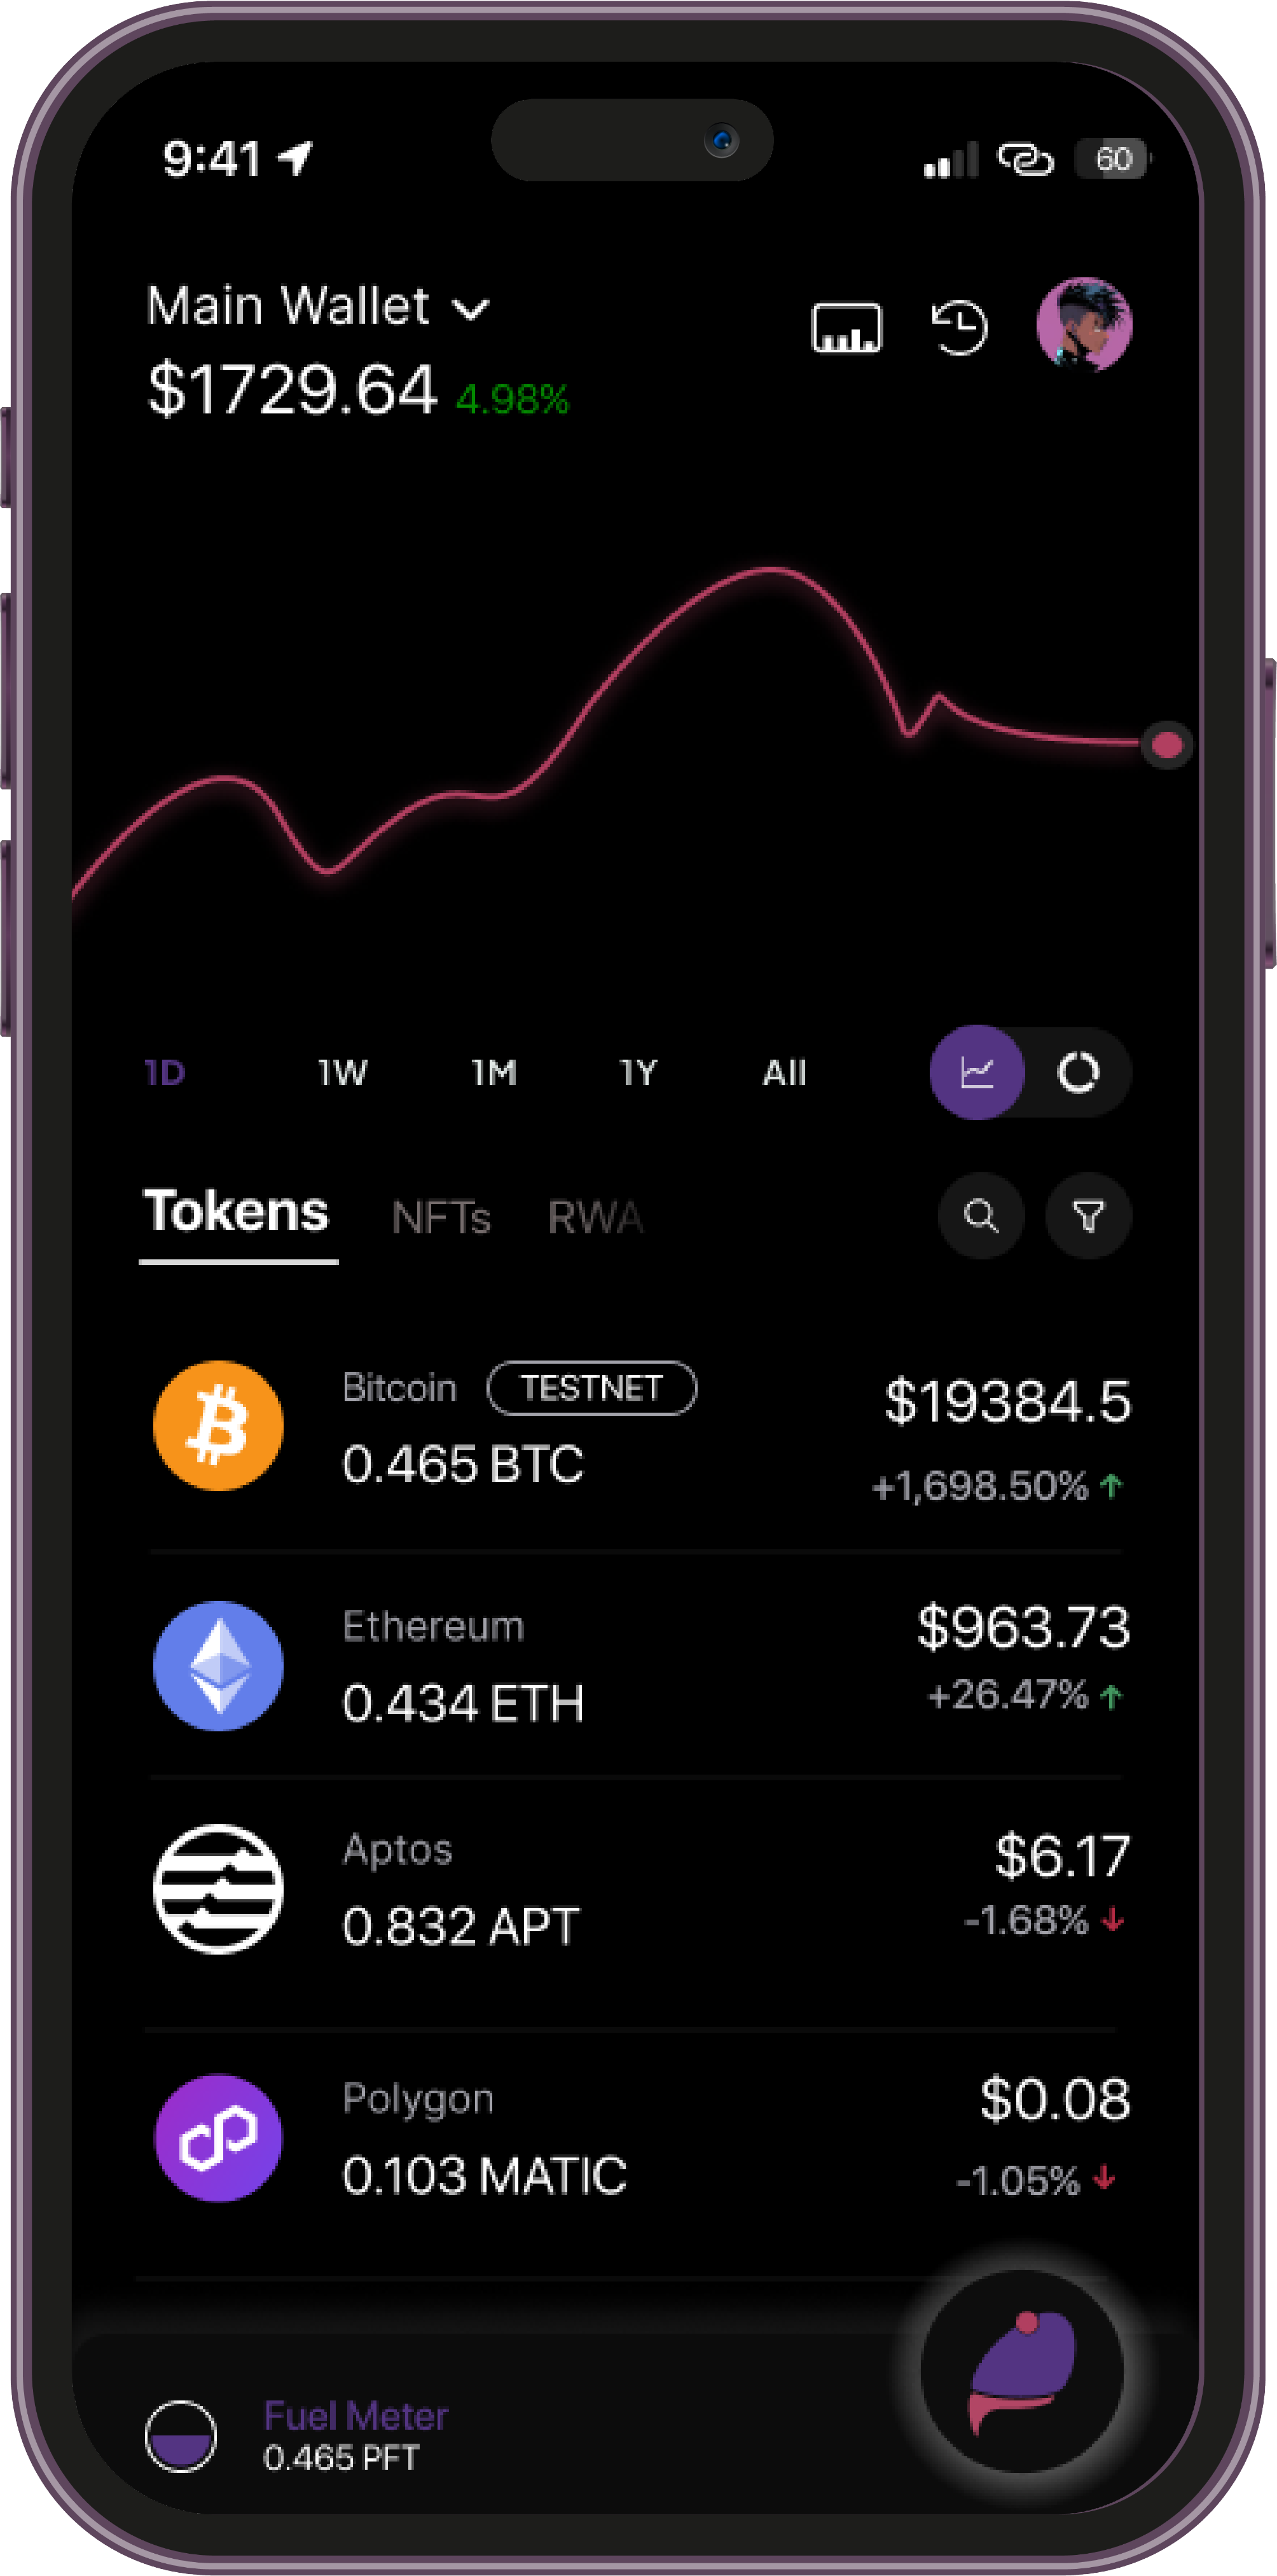 9:41
60
Main Wallet
$1729.64 4.98%
1D 1W 1M 1Y All
Tokens NFTs RWA
Bitcoin TESTNET
$19384.5
0.465 BTC
+1,698.50%
Ethereum
$963.73
0.434 ETH
+26.47%
Aptos
$6.17
0.832 APT
-1.68%
Polygon
$0.08
0.103 MATIC
-1.05%
Fuel Meter
0.465 PFT